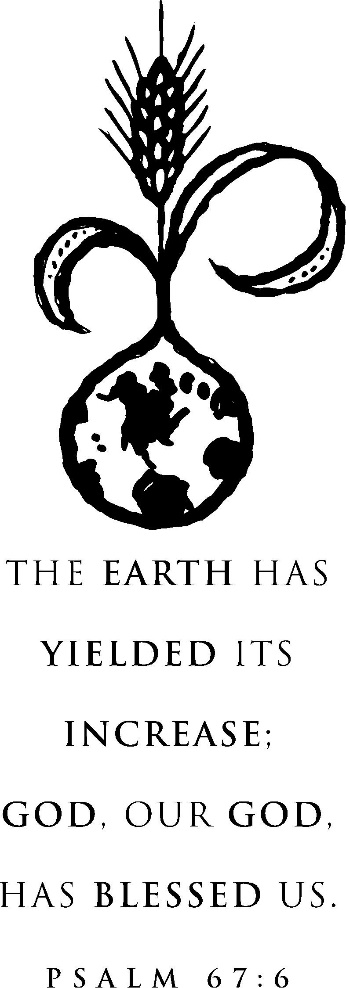 THE EARTH HAS
YIELDED ITS
INCREASE;
GOD, OUR GOD,
HAS BLESSED US.
PSALM 67:6